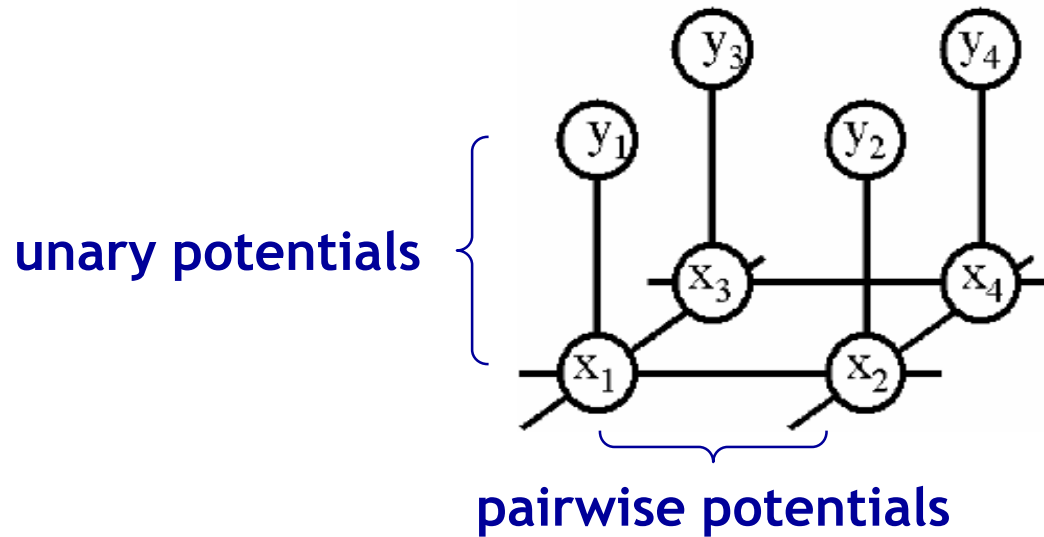 y₃ y₄
y₁ y₂
unary potentials
x₃ x₄
x₁ x₂
pairwise potentials